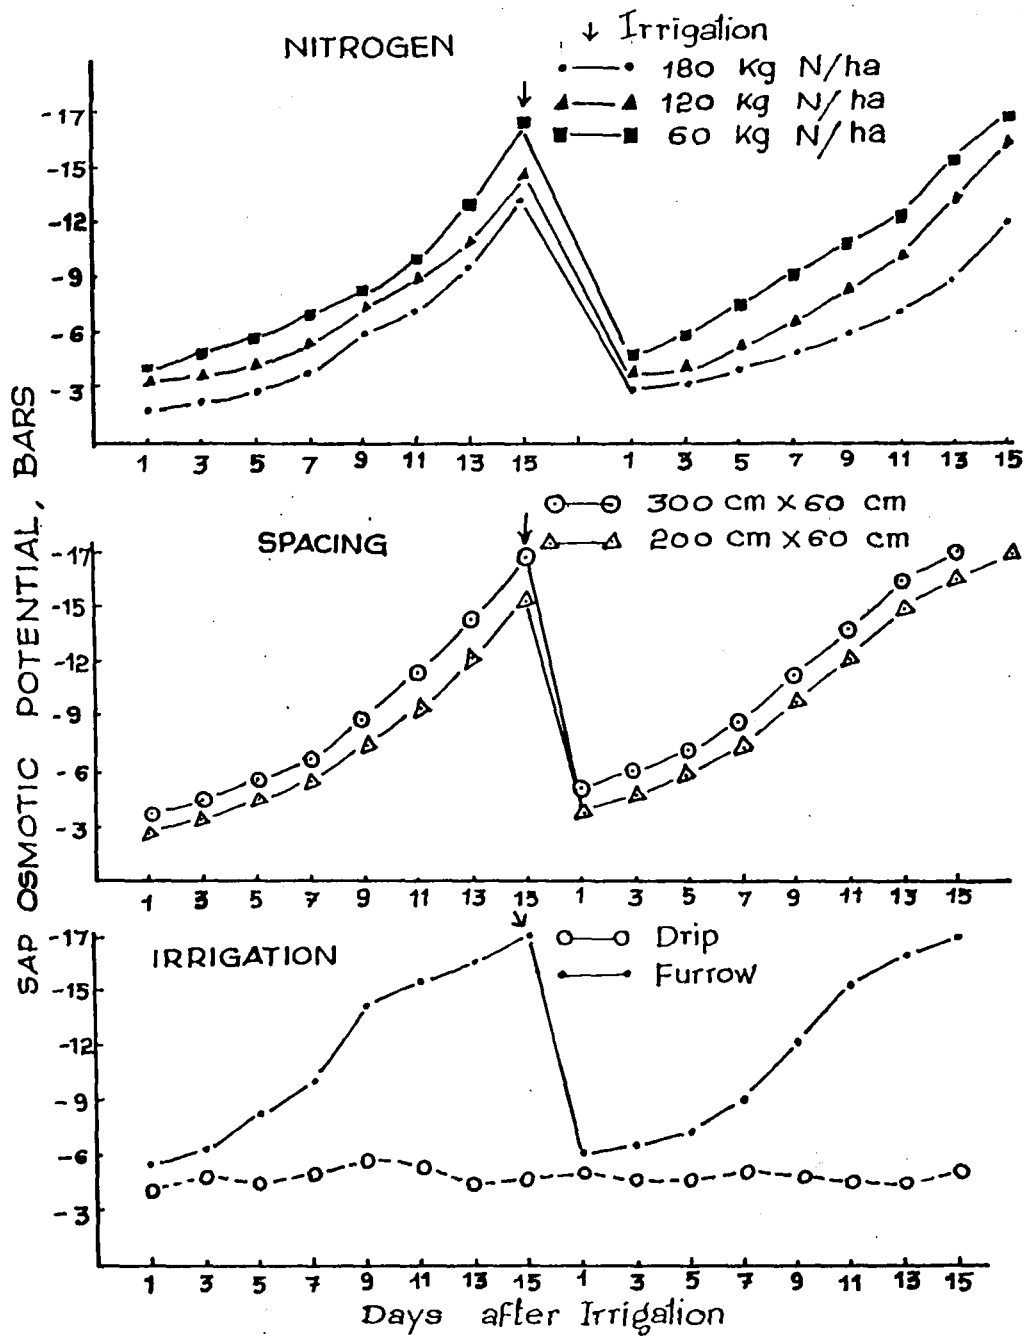 NITROGEN
↓ Irrigation
180 Kg N/ha
120 Kg N/ha
60 Kg N/ha
-17
-15
-12
-9
-6
-3
1 3 5 7 9 11 13 15 1 3 5 7 9 11 13 15
SAP OSMOTIC POTENTIAL, BARS
SPACING
300 cm X 60 cm
200 cm X 60 cm
-17
-15
-12
-9
-6
-3
1 3 5 7 9 11 13 15 1 3 5 7 9 11 13 15
IRRIGATION
Drip
Furrow
-17
-15
-12
-9
-6
-3
1 3 5 7 9 11 13 15 1 3 5 7 9 11 13 15
Days after Irrigation